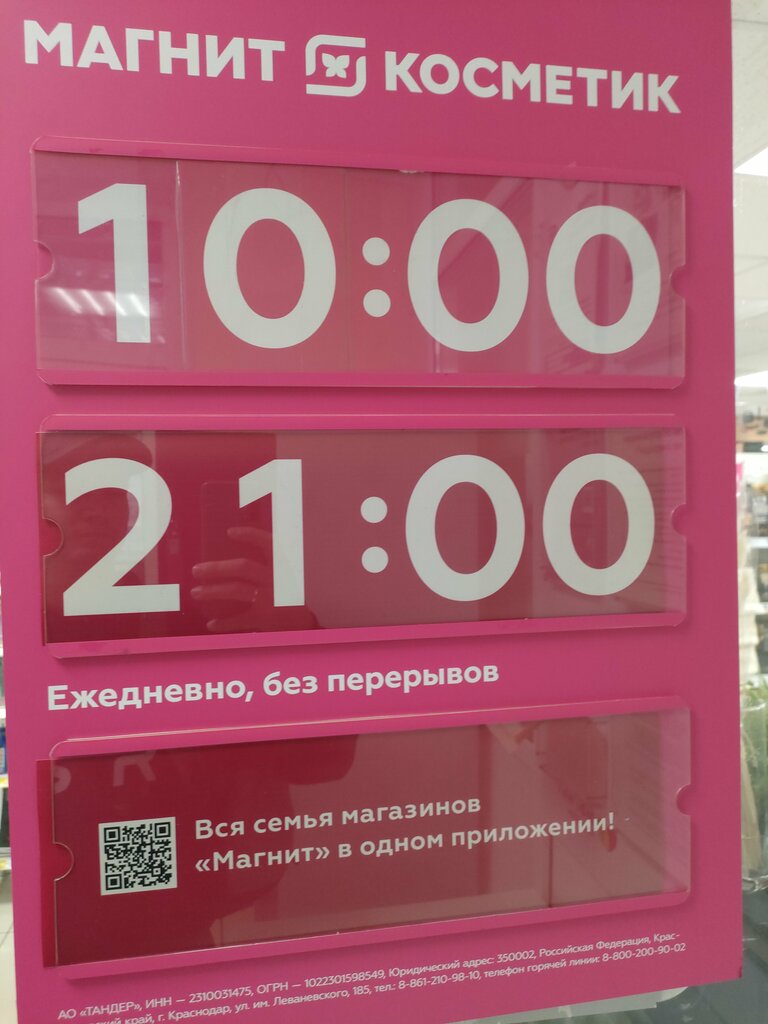 МАГНИТ КОСМЕТИК
10:00
21:00
Ежедневно, без перерывов
Вся семья магазинов
«Магнит» в одном приложении!
АО «ТАНДЕР», ИНН — 2310031475, ОГРН — 1022301598549, Юридический адрес: 350002, Российская Федерация, Крас-
край, г. Краснодар, ул. им. Леваневского, 185, тел.: 8-861-210-98-10, телефон горячей линии: 8-800-200-90-02